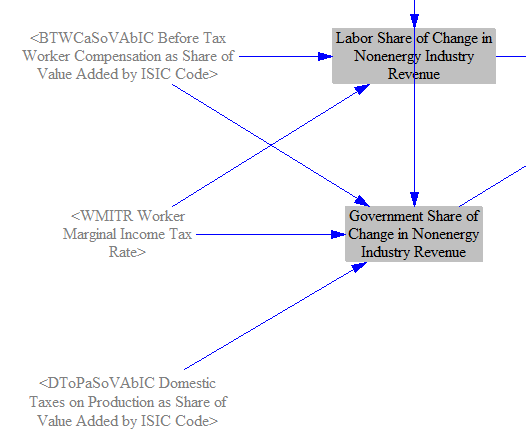 <BTWCaSoVAbIC Before Tax
Worker Compensation as Share of
Value Added by ISIC Code>
Labor Share of Change in
Nonenergy Industry
Revenue
<WMITR Worker
Marginal Income Tax
Rate>
Government Share of
Change in Nonenergy
Industry Revenue
<DToPaSoVAbIC Domestic
Taxes on Production as Share of
Value Added by ISIC Code>